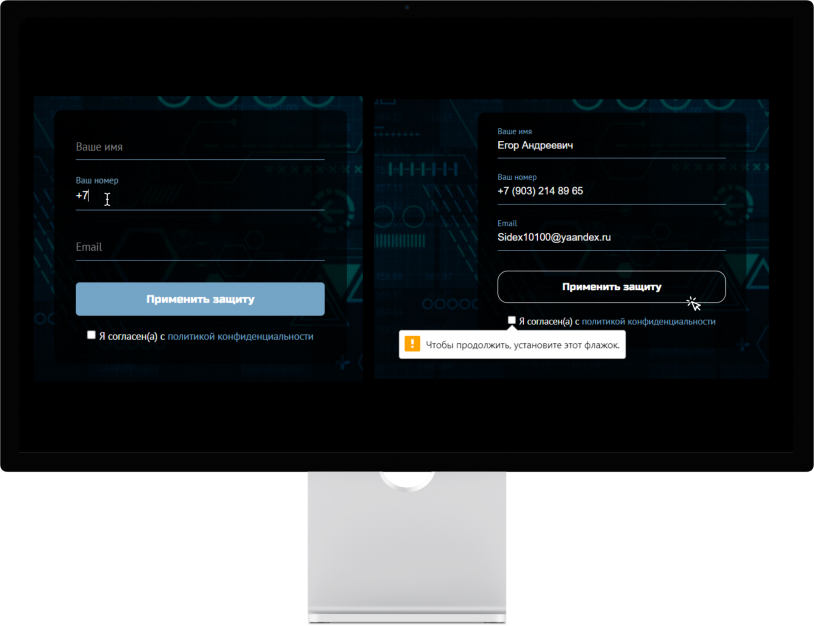 Ваше имя
Ваш номер
+7
Email
Применить защиту
Я согласен(а) с политикой конфиденциальности
Ваше имя
Егор Андреевич
Ваш номер
+7 (903) 214 89 65
Email
Sidex10100@yaandex.ru
Применить защиту
Я согласен(а) с политикой конфиденциальности
Чтобы продолжить, установите этот флажок.